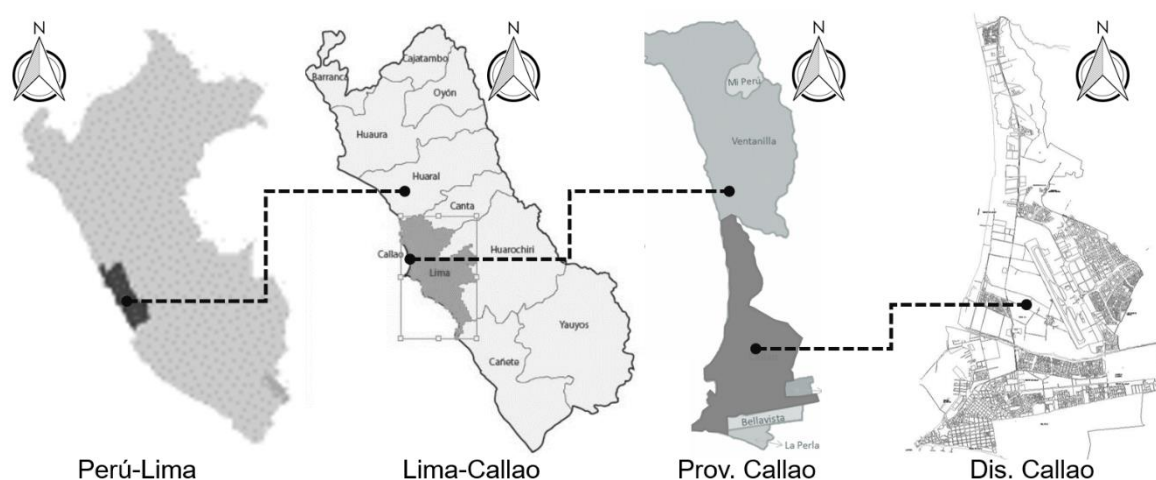 N
N
N
N
Cajatambo
Barranca
Oyón
Huaura
Huaral
Canta
Callao
Lima
Huarochiri
Yauyos
Cañete
Mi Perú
Ventanilla
Bellavista
La Perla
Perú-Lima
Lima-Callao
Prov. Callao
Dis. Callao